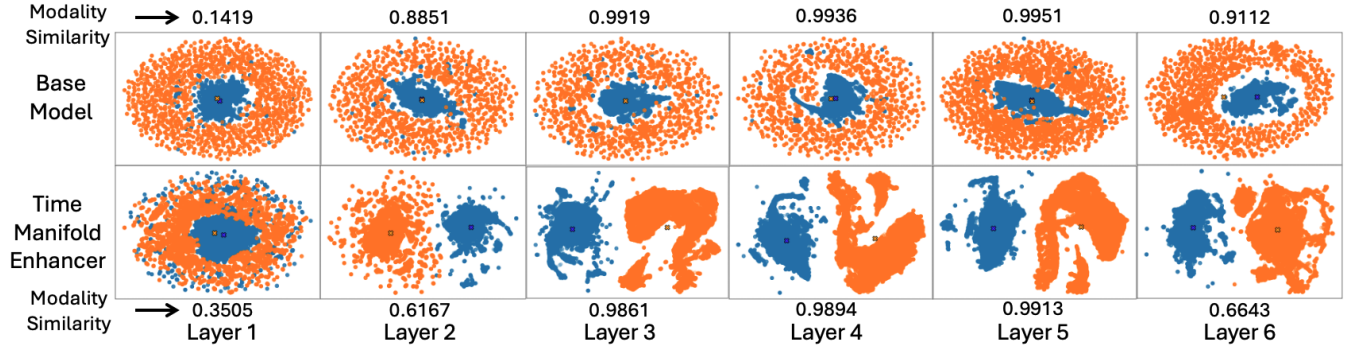 Modality Similarity → 0.1419 0.8851 0.9919 0.9936 0.9951 0.9112
Base Model
Time Manifold Enhancer
Modality Similarity → 0.3505 0.6167 0.9861 0.9894 0.9913 0.6643
Layer 1 Layer 2 Layer 3 Layer 4 Layer 5 Layer 6